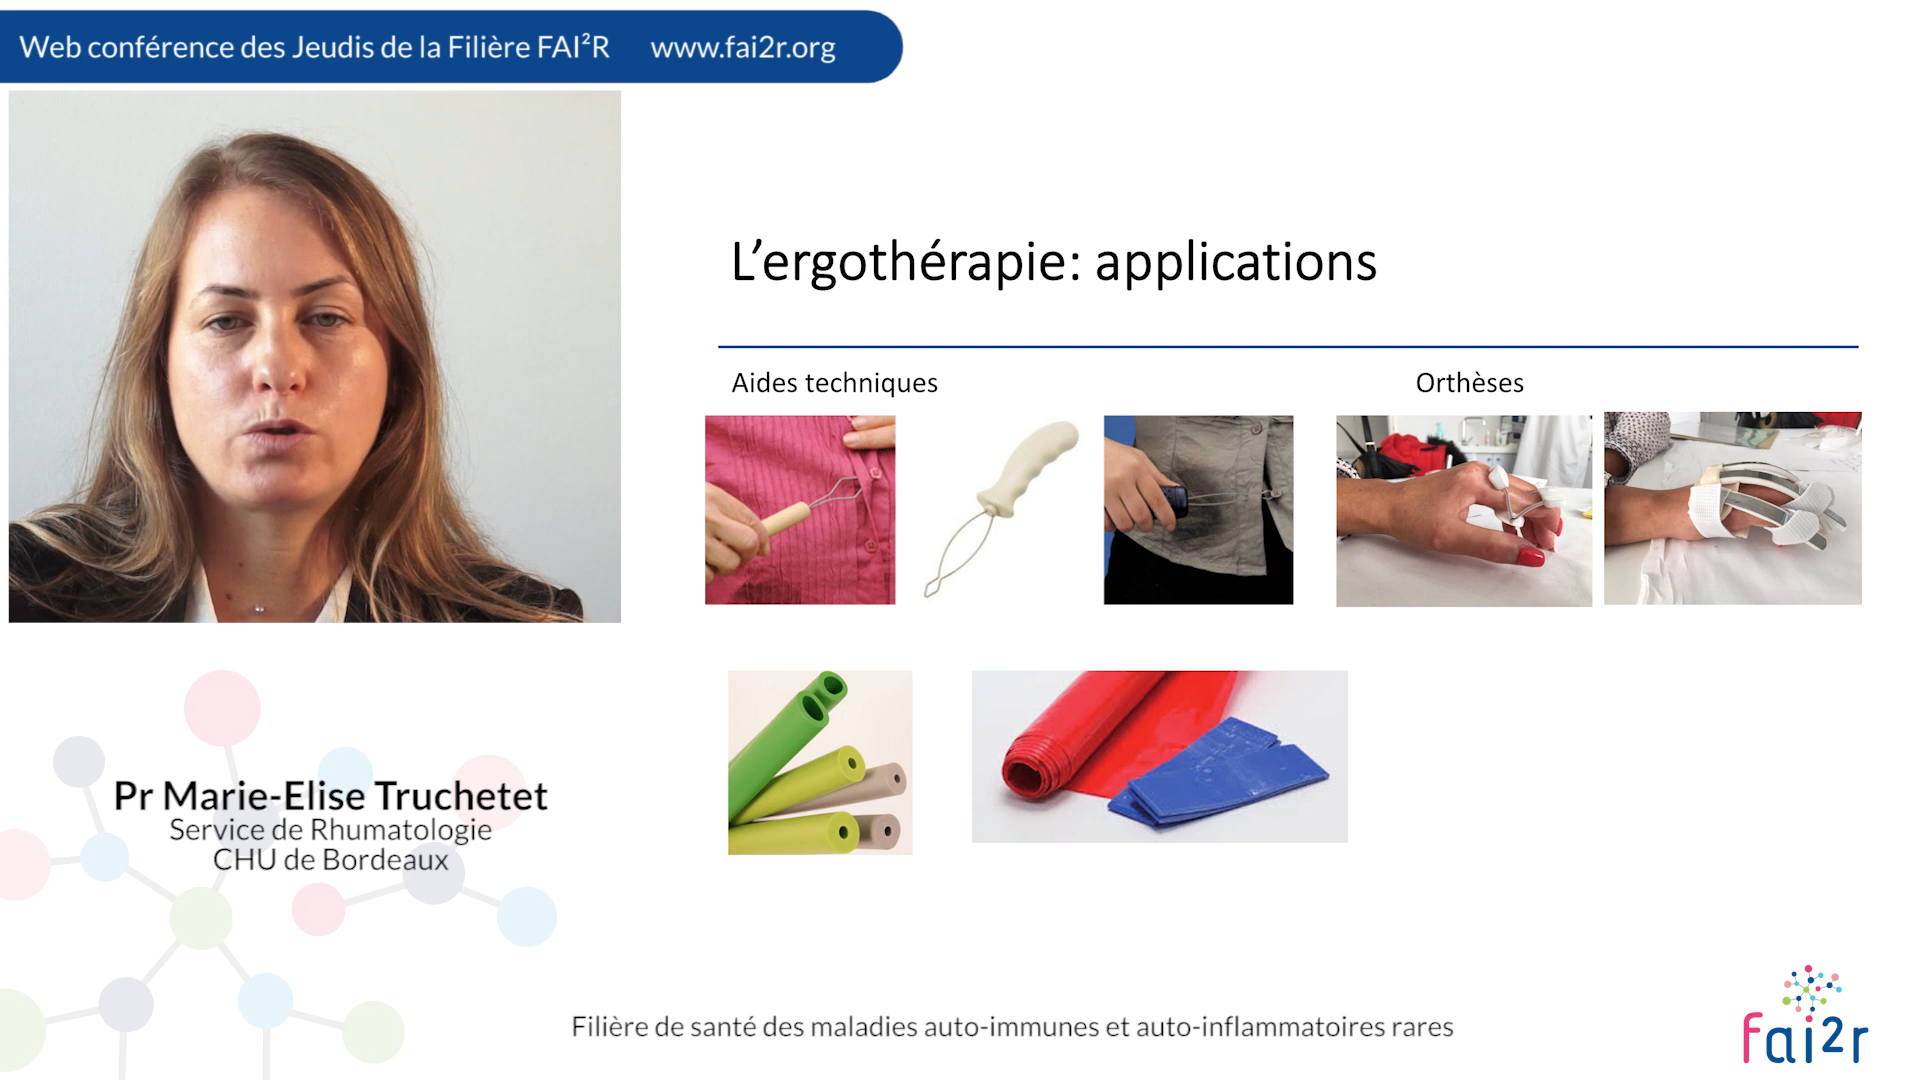 Web conférence des Jeudis de la Filière FAI²R www.fai2r.org
L’ergothérapie: applications
Aides techniques
Orthèses
Pr Marie-Elise Truchetet
Service de Rhumatologie
CHU de Bordeaux
Filière de santé des maladies auto-immunes et auto-inflammatoires rares
fai2r